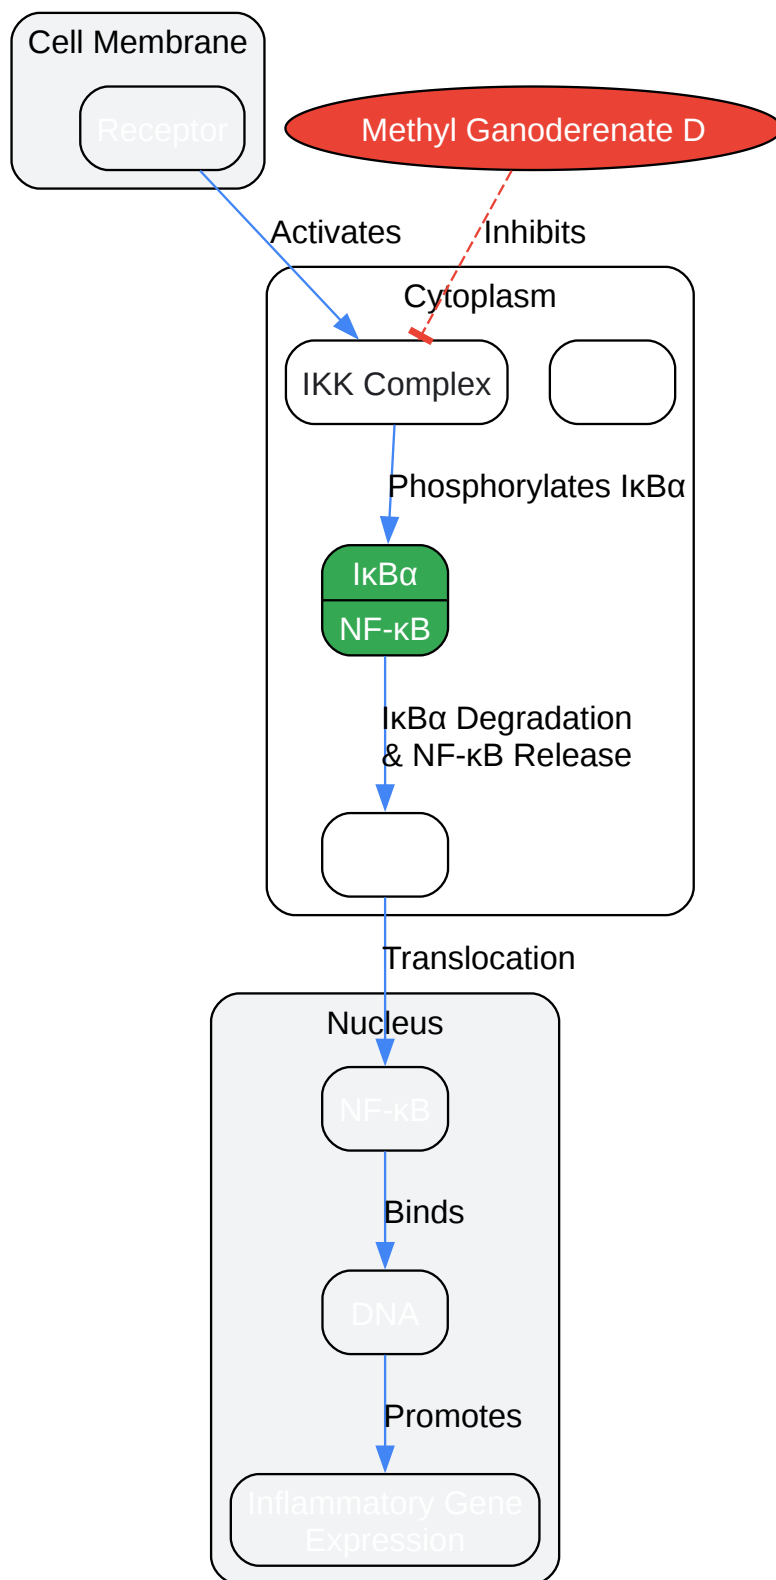 Cell Membrane
Receptor
Methyl Ganoderenate D
Activates
Inhibits
Cytoplasm
IKK Complex
Phosphorylates IκBα
IκBα
NF-κB
IκBα Degradation
& NF-κB Release
Translocation
Nucleus
NF-κB
Binds
DNA
Promotes
Inflammatory Gene
Expression